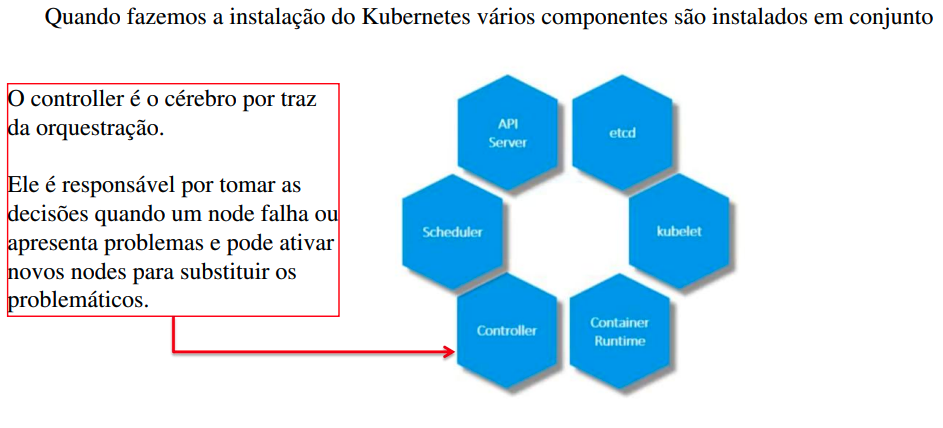 Quando fazemos a instalação do Kubernetes vários componentes são instalados em conjunto
O controller é o cérebro por traz
da orquestração.
Ele é responsável por tomar as
decisões quando um node falha ou
apresenta problemas e pode ativar
novos nodes para substituir os
problemáticos.
API
Server
etcd
Scheduler
kubelet
Controller
Container
Runtime